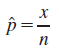 p̂ = x/n